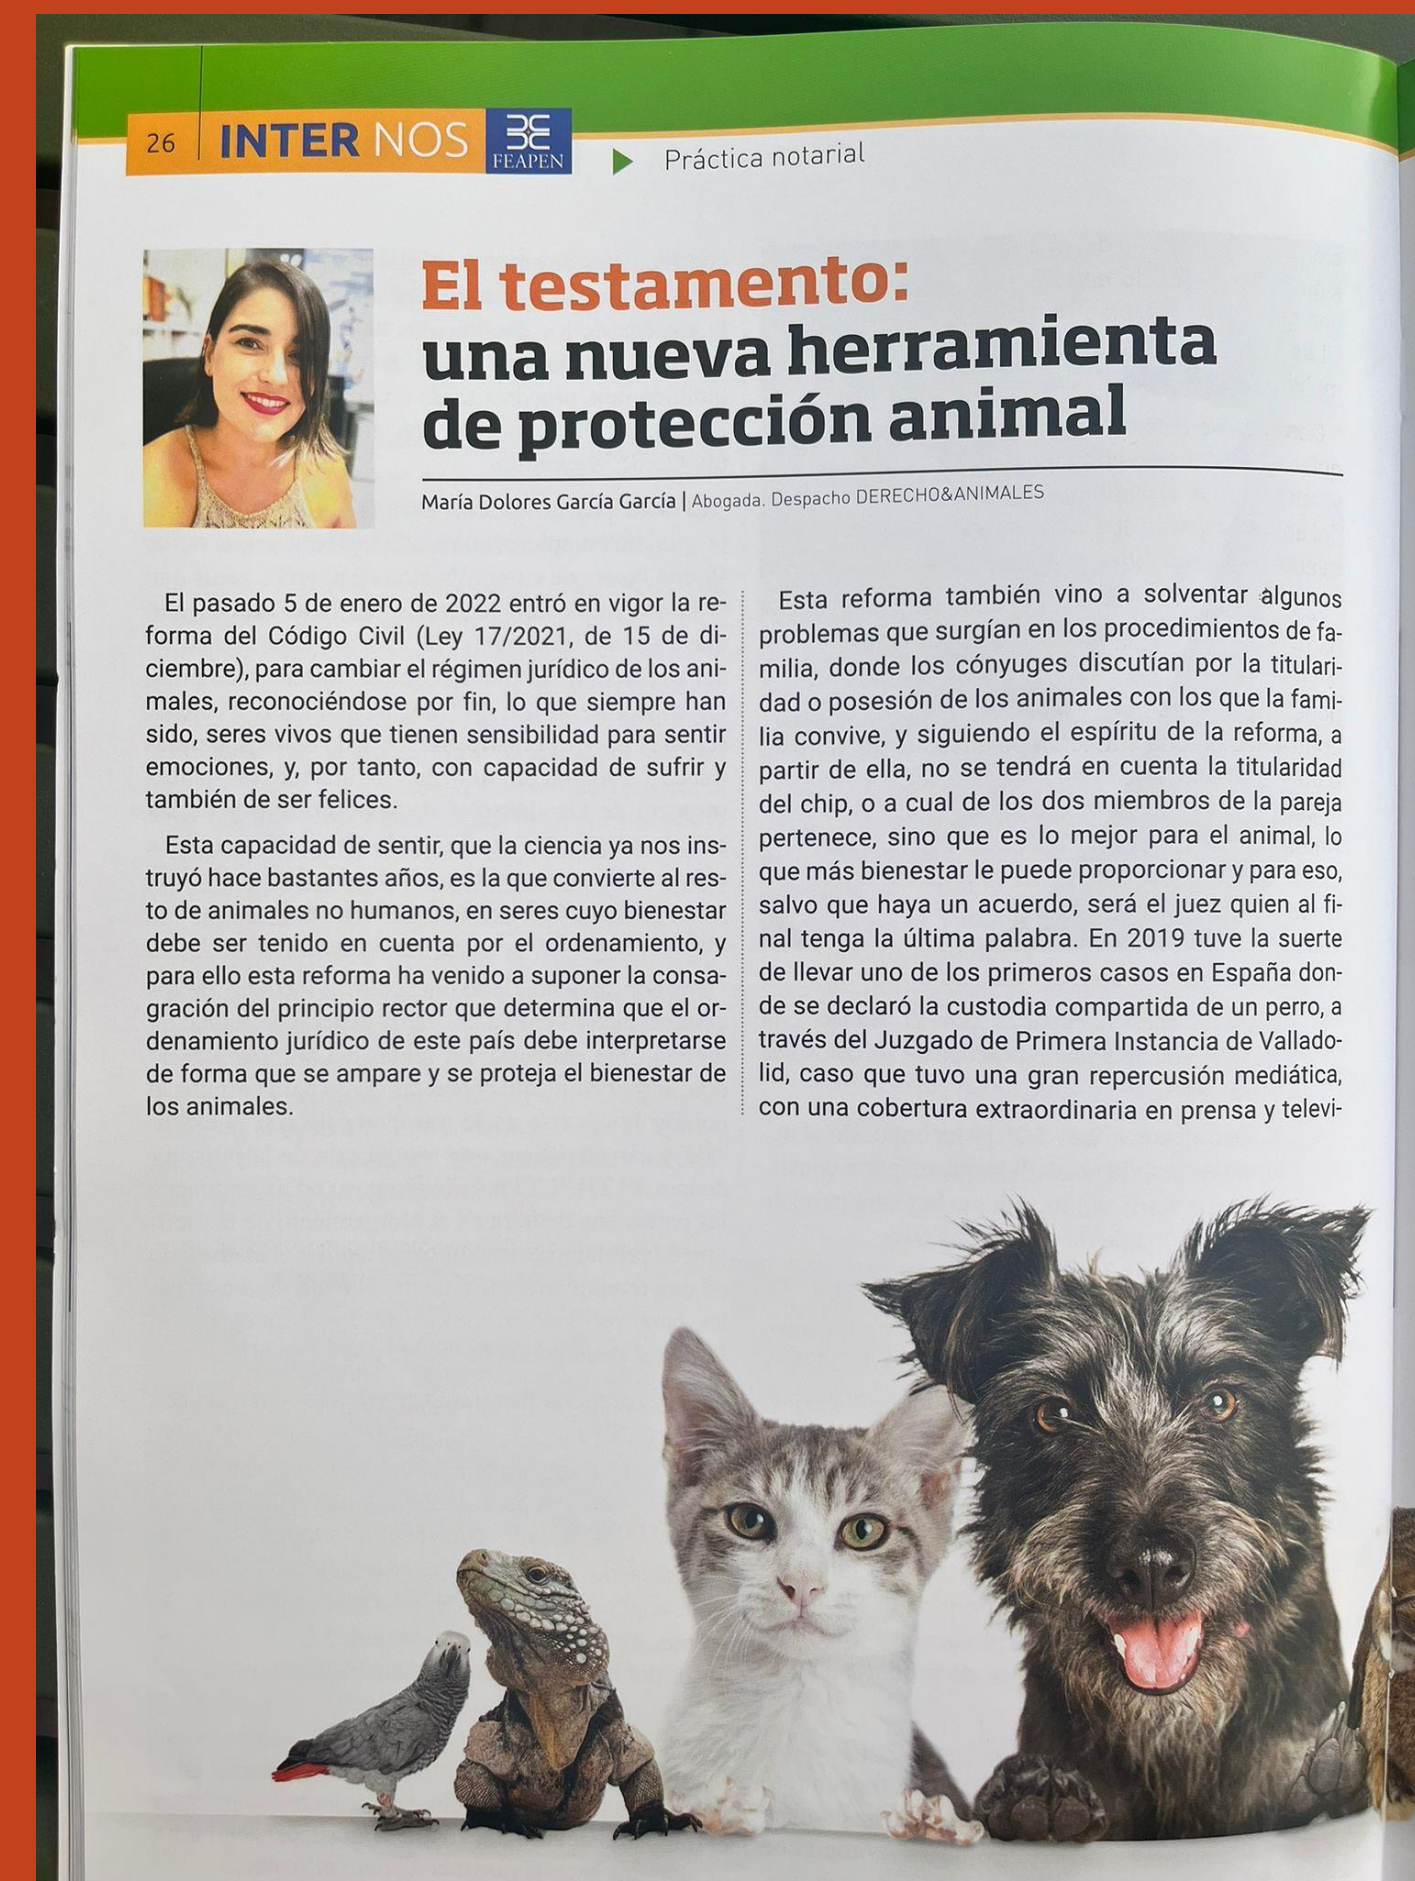 26
INTER NOS
FEAPEN
Práctica notarial
El testamento:
una nueva herramienta
de protección animal
María Dolores García García | Abogada. Despacho DERECHO&ANIMALES
El pasado 5 de enero de 2022 entró en vigor la re-
forma del Código Civil (Ley 17/2021, de 15 de di-
ciembre), para cambiar el régimen jurídico de los ani-
males, reconociéndose por fin, lo que siempre han
sido, seres vivos que tienen sensibilidad para sentir
emociones, y, por tanto, con capacidad de sufrir y
también de ser felices.
Esta capacidad de sentir, que la ciencia ya nos ins-
truyó hace bastantes años, es la que convierte al res-
to de animales no humanos, en seres cuyo bienestar
debe ser tenido en cuenta por el ordenamiento, y
para ello esta reforma ha venido a suponer la consa-
gración del principio rector que determina que el or-
denamiento jurídico de este país debe interpretarse
de forma que se ampare y se proteja el bienestar de
los animales.
Esta reforma también vino a solventar algunos
problemas que surgían en los procedimientos de fa-
milia, donde los cónyuges discutían por la titulari-
dad o posesión de los animales con los que la fami-
lia convive, y siguiendo el espíritu de la reforma, a
partir de ella, no se tendrá en cuenta la titularidad
del chip, o a cual de los dos miembros de la pareja
pertenece, sino que es lo mejor para el animal, lo
que más bienestar le puede proporcionar y para eso,
salvo que haya un acuerdo, será el juez quien al fi-
nal tenga la última palabra. En 2019 tuve la suerte
de llevar uno de los primeros casos en España don-
de se declaró la custodia compartida de un perro, a
través del Juzgado de Primera Instancia de Vallado-
lid, caso que tuvo una gran repercusión mediática,
con una cobertura extraordinaria en prensa y televi-